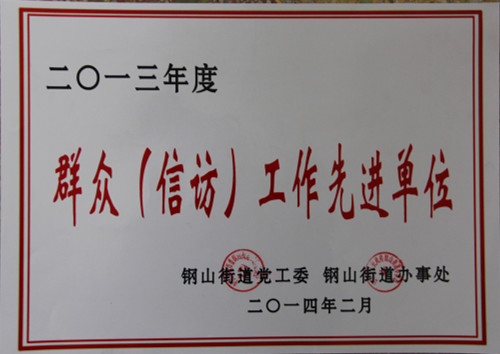 二〇一三年度
群众（信访）工作先进单位
钢山街道党工委 钢山街道办事处
二〇一四年二月